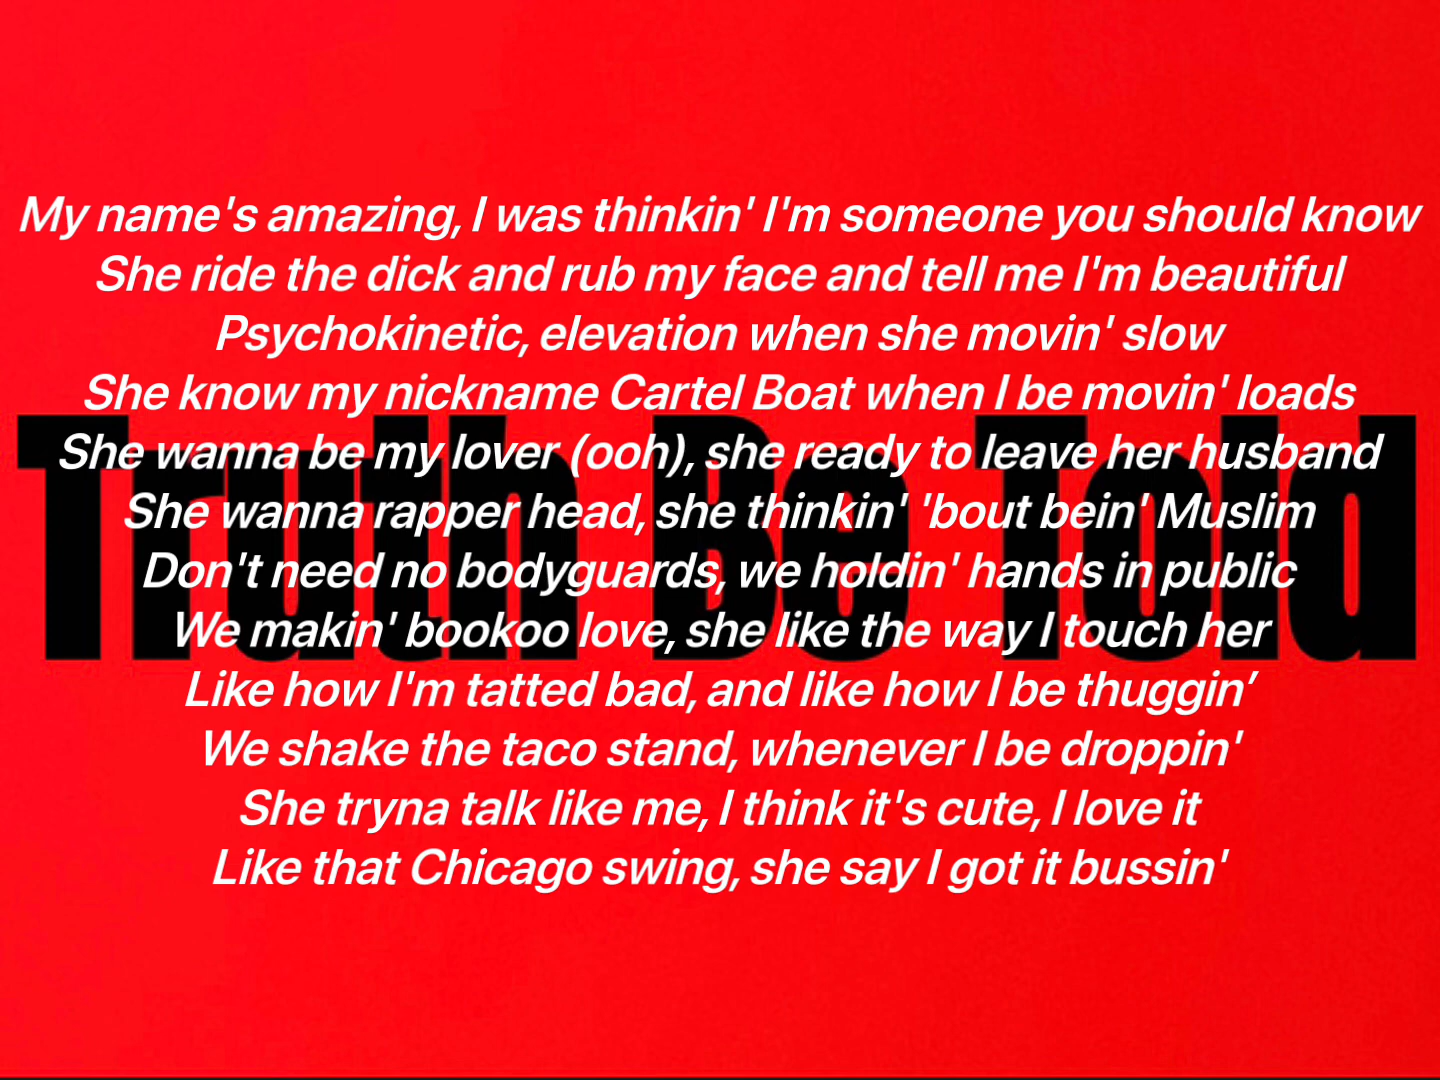 My name's amazing, I was thinkin' I'm someone you should know
She ride the dick and rub my face and tell me I'm beautiful
Psychokinetic, elevation when she movin' slow
She know my nickname Cartel Boat when I be movin' loads
She wanna be my lover (ooh), she ready to leave her husband
She wanna rapper head, she thinkin' 'bout bein' Muslim
Truth Be Told
Don't need no bodyguards, we holdin' hands in public
We makin' bookoo love, she like the way I touch her
Like how I'm tatted bad, and like how I be thuggin’
We shake the taco stand, whenever I be droppin'
She tryna talk like me, I think it's cute, I love it
Like that Chicago swing, she say I got it bussin'